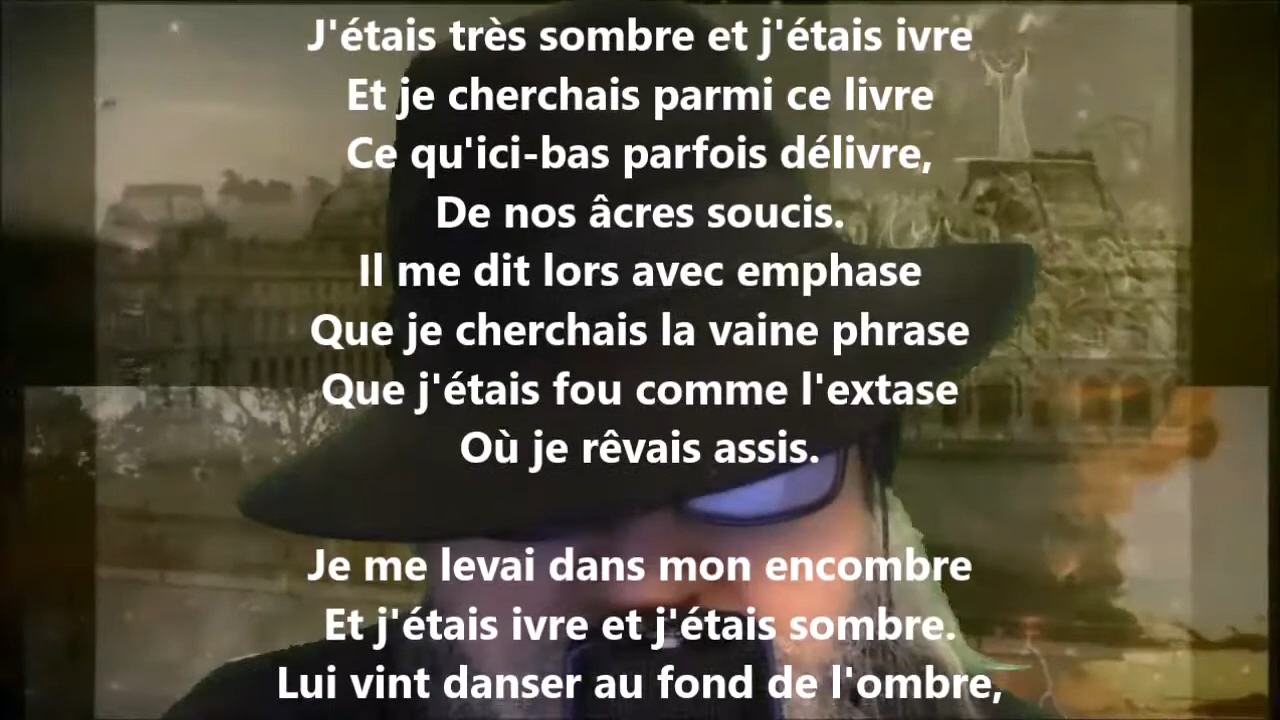 J'étais très sombre et j'étais ivre
Et je cherchais parmi ce livre
Ce qu'ici-bas parfois délivre,
De nos âcres soucis.
Il me dit lors avec emphase
Que je cherchais la vaine phrase
Que j'étais fou comme l'extase
Où je rêvais assis.
Je me levai dans mon encombre
Et j'étais ivre et j'étais sombre.
Lui vint danser au fond de l'ombre,